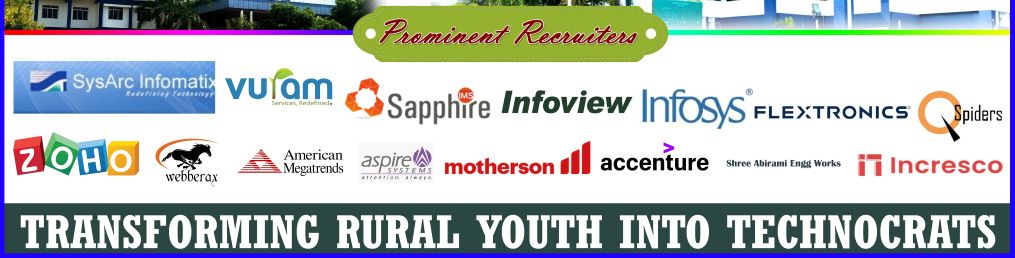 Prominent Recruiters
SysArc Infomatix
Redefining Technology
vuram
Services, Redefined.
Sapphire
IMS
Infoview
Infosys®
FLEXTRONICS®
QSpiders
ZOHO
webberax
American
Megatrends
aspire
SYSTEMS
attention. always.
motherson
accenture
Shree Abirami Engg Works
Incresco
TRANSFORMING RURAL YOUTH INTO TECHNOCRATS